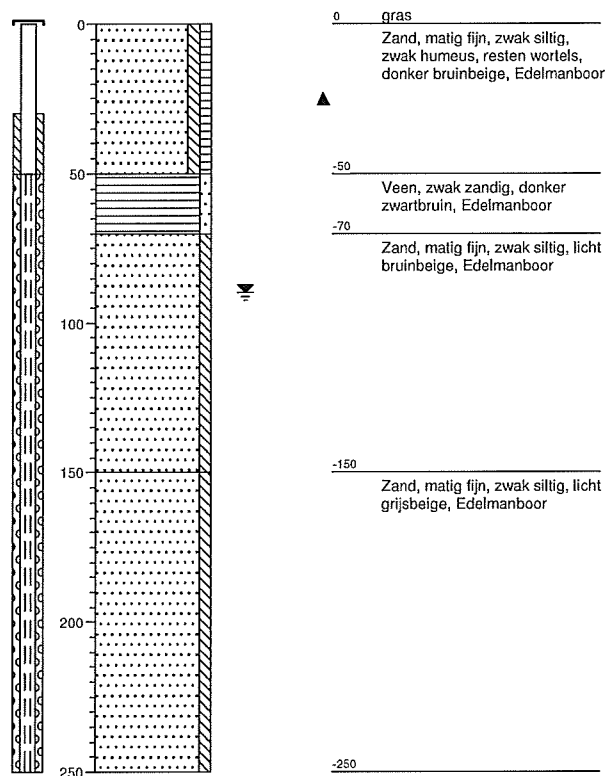 0
50
100
150
200
250
0 gras
Zand, matig fijn, zwak siltig,
zwak humeus, resten wortels,
donker bruinbeige, Edelmanboor
-50
Veen, zwak zandig, donker
zwartbruin, Edelmanboor
-70
Zand, matig fijn, zwak siltig, licht
bruinbeige, Edelmanboor
-150
Zand, matig fijn, zwak siltig, licht
grijsbeige, Edelmanboor
-250